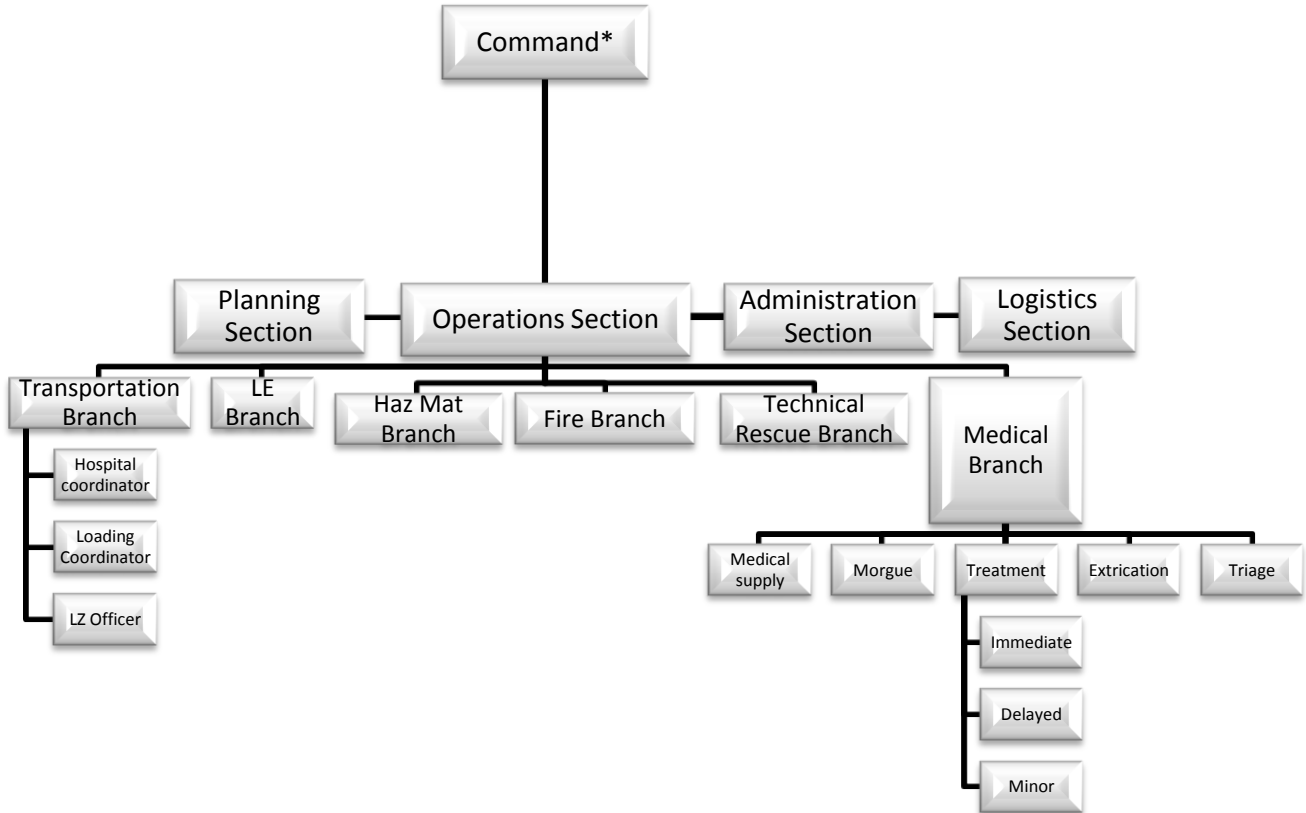 Command*
Planning
Section
Operations Section
Administration
Section
Logistics
Section
Transportation
Branch
LE
Branch
Haz Mat
Branch
Fire Branch
Technical
Rescue Branch
Medical
Branch
Hospital
coordinator
Loading
Coordinator
LZ Officer
Medical
supply
Morgue
Treatment
Extrication
Triage
Immediate
Delayed
Minor